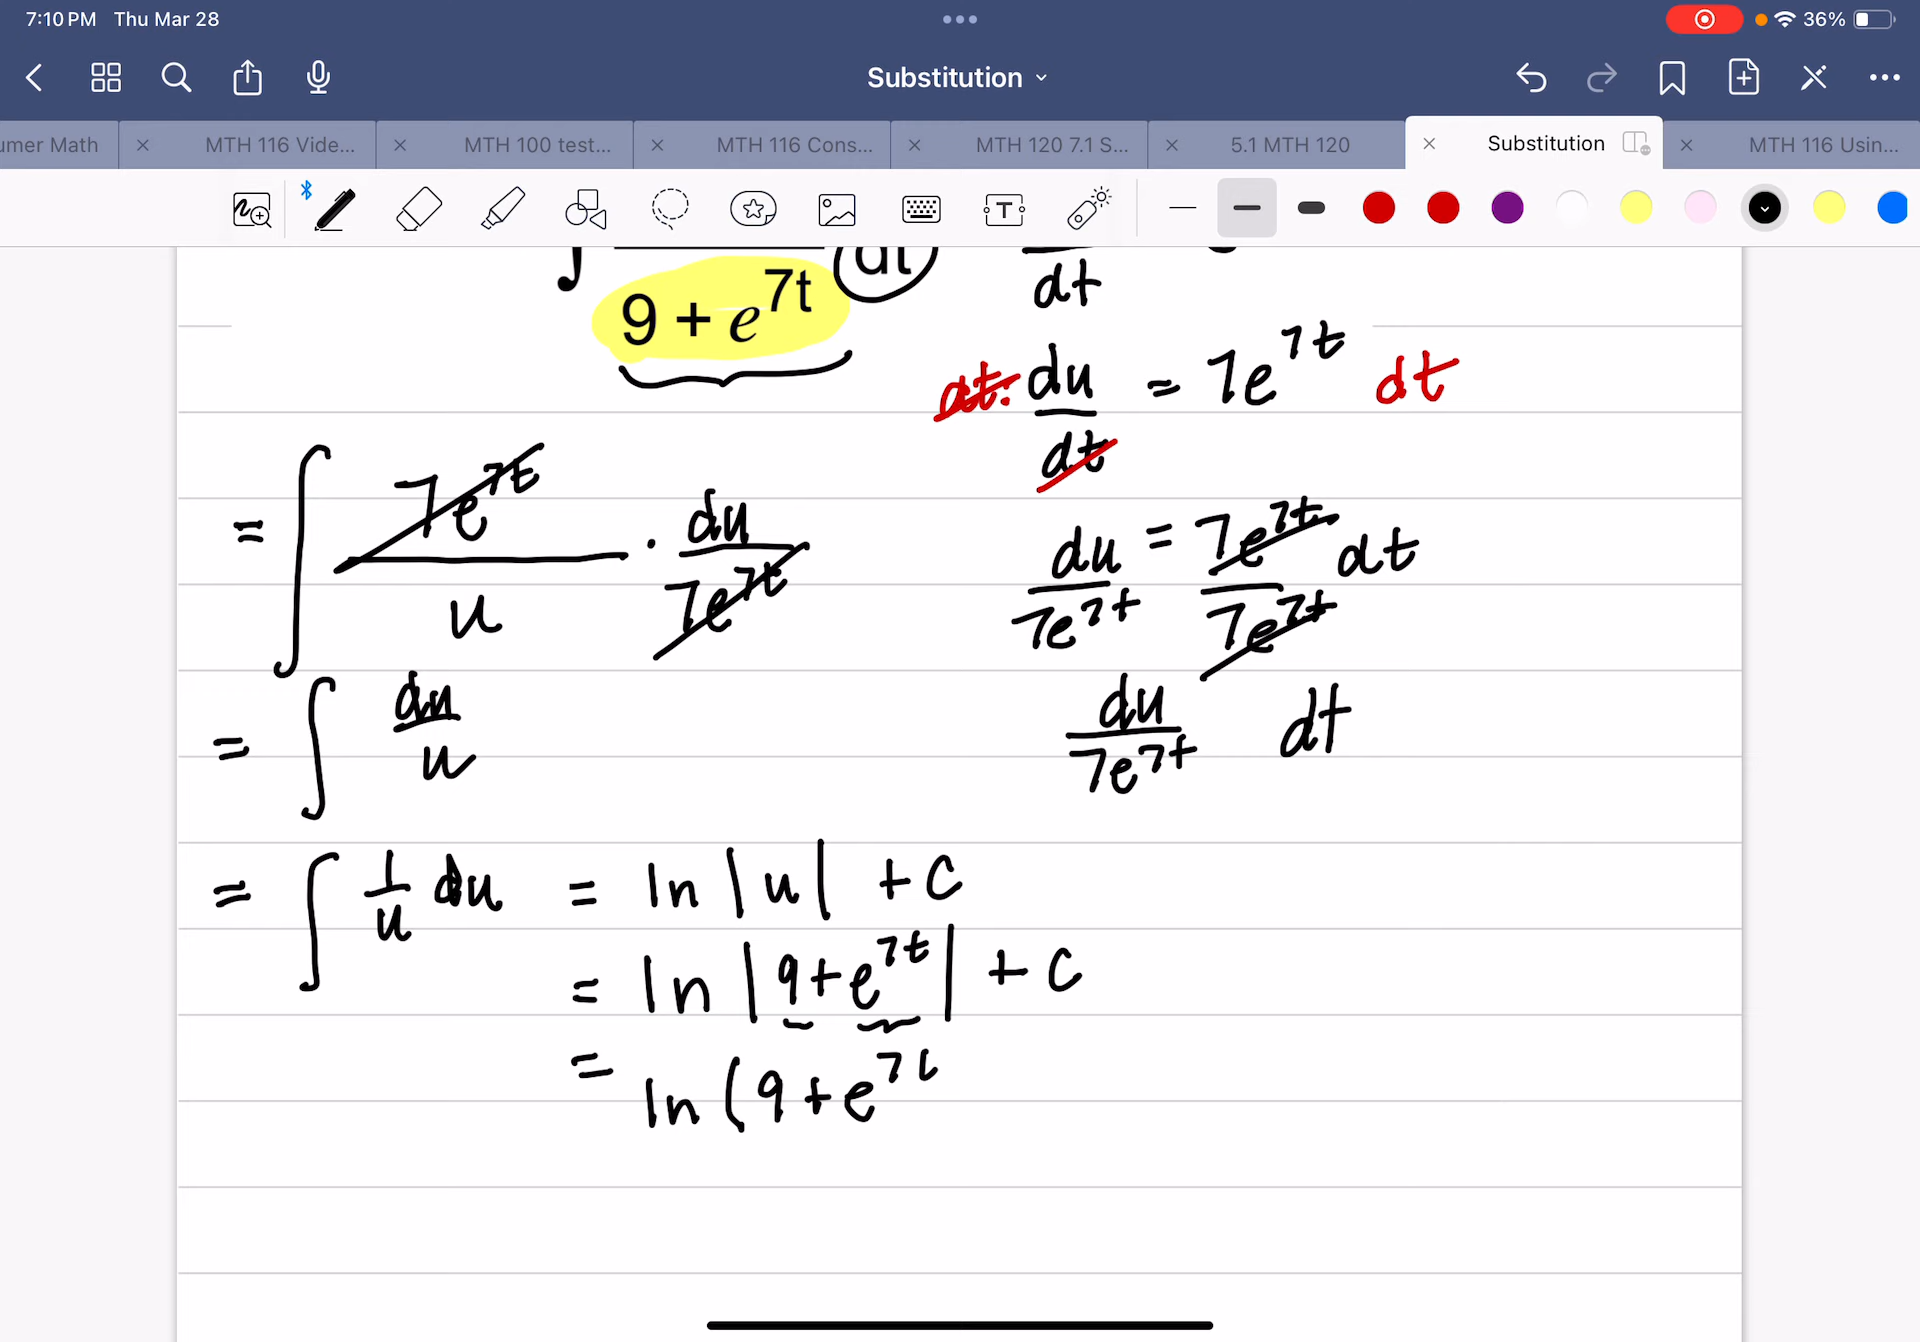 7:10 PM Thu Mar 28
36%
Substitution
umer Math
MTH 116 Vide...
MTH 100 test...
MTH 116 Cons...
MTH 120 7.1 S...
5.1 MTH 120
Substitution
MTH 116 Usin...
∫ 9 + e^{7t} dt
dt
dt· du/dt = 7e^{7t} dt
= ∫ 7e^{7t}/u · du/7e^{7t}
du/7e^{7t} = 7e^{7t}/7e^{7t} dt
= ∫ du/u
du/7e^{7t} dt
= ∫ 1/u du = ln |u| + C
= ln |9+e^{7t}| + C
= ln (9+e^{7